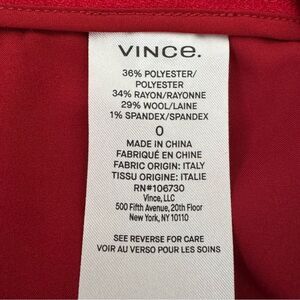 VINCE.
36% POLYESTER/
POLYESTER
34% RAYON/RAYONNE
29% WOOL/LAINE
1% SPANDEX/SPANDEX
0
MADE IN CHINA
FABRIQUÉ EN CHINE
FABRIC ORIGIN: ITALY
TISSU ORIGINE: ITALIE
RN#106730
Vince, LLC
500 Fifth Avenue, 20th Floor
New York, NY 10110
SEE REVERSE FOR CARE
VOIR AU VERSO POUR LES SOINS